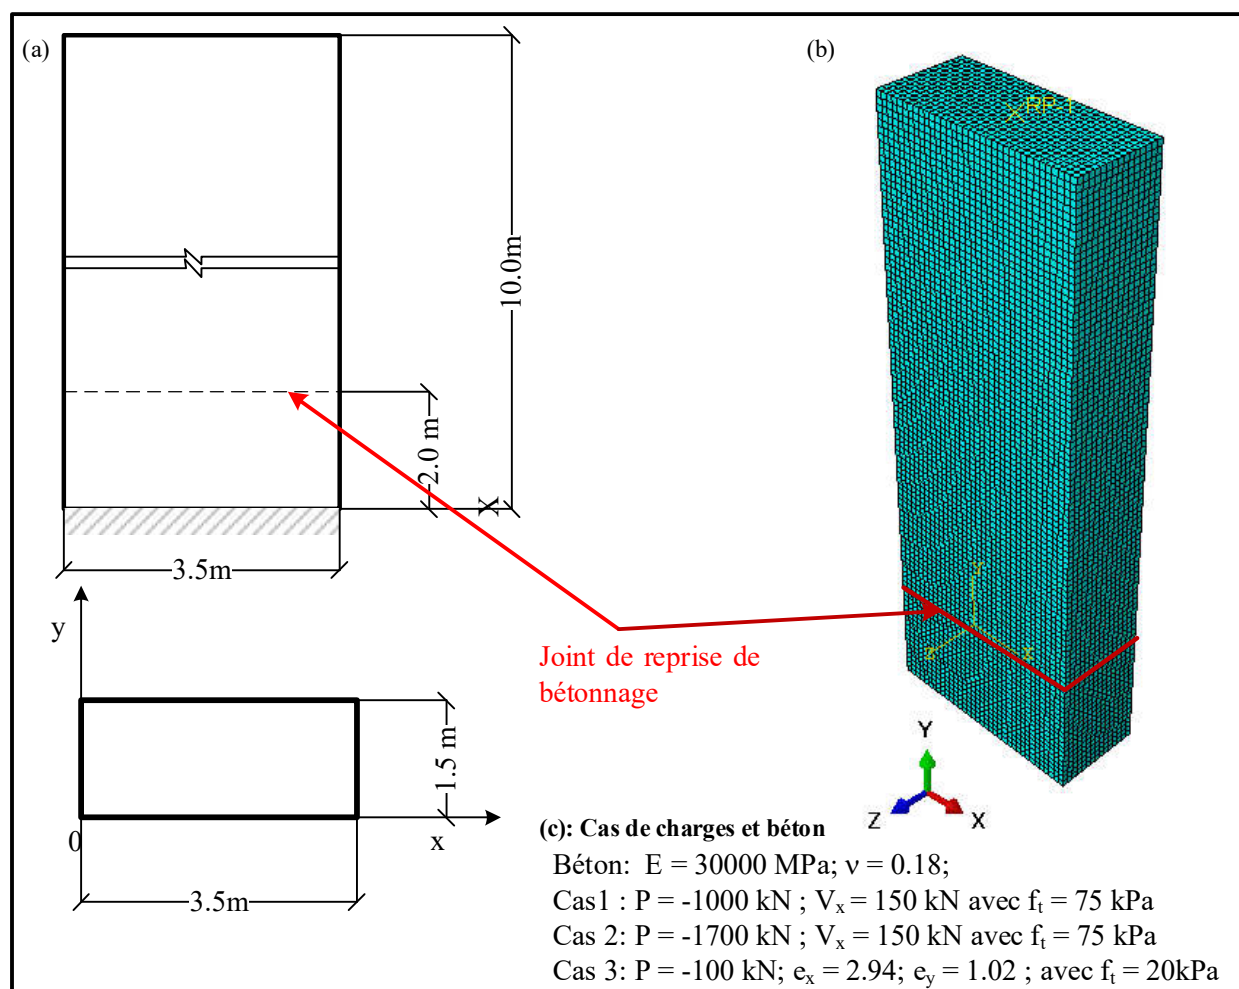 (a)
(b)
RP-1
10.0m
2.0 m
X
3.5m
y
1.5 m
0
x
3.5m
Joint de reprise de
bétonnage
Y
Z
X
Y
Z
X
(c): Cas de charges et béton
Béton: E = 30000 MPa; ν = 0.18;
Cas1 : P = -1000 kN ; Vₓ = 150 kN avec fₜ = 75 kPa
Cas 2: P = -1700 kN ; Vₓ = 150 kN avec fₜ = 75 kPa
Cas 3: P = -100 kN; eₓ = 2.94; e_y = 1.02 ; avec fₜ = 20kPa